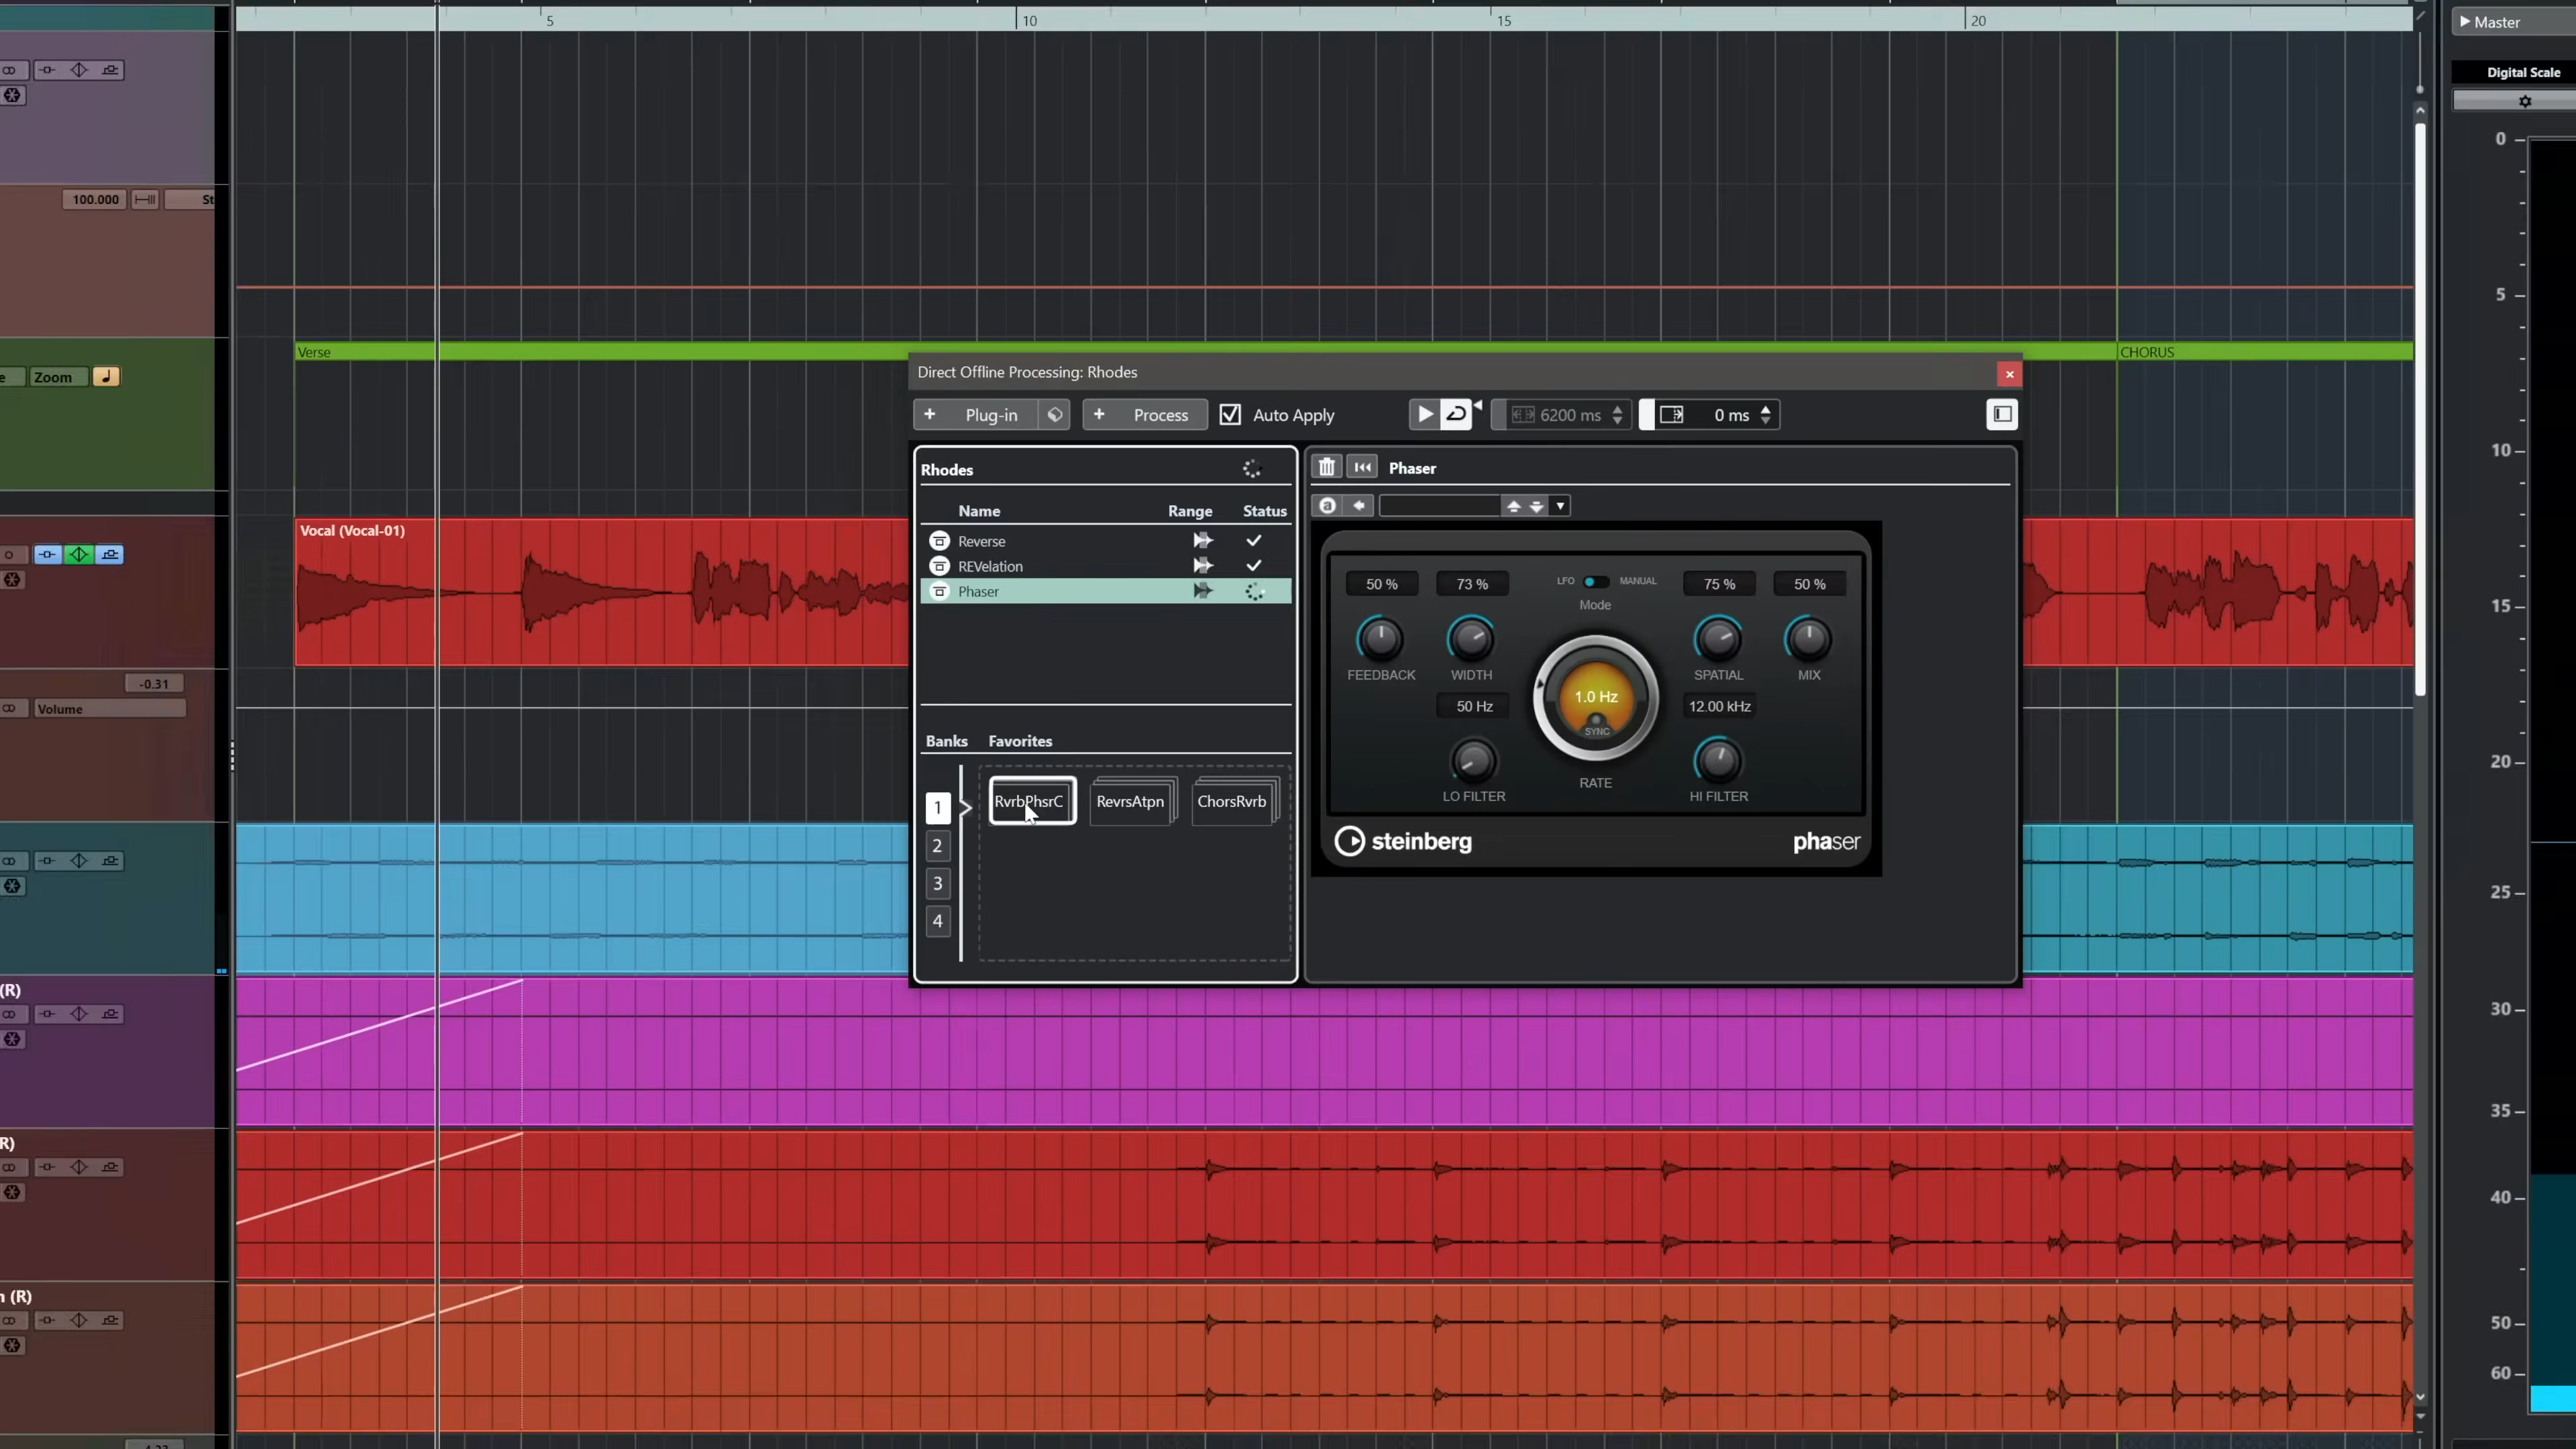 5
10
15
20
Master
Digital Scale
0
5
10
15
20
25
30
35
40
50
60
100.000
St
Verse
CHORUS
e
Zoom
Vocal (Vocal-01)
-0.31
Volume
(R)
R)
n (R)
Direct Offline Processing: Rhodes
+ Plug-in
+ Process
Auto Apply
6200 ms
0 ms
Rhodes
Name Range Status
Reverse
REVelation
Phaser
Banks Favorites
1
2
3
4
RvrbPhsrC
RevrsAtpn
ChorsRvrb
Phaser
a
50 %
73 %
LFO
MANUAL
Mode
75 %
50 %
FEEDBACK
WIDTH
SPATIAL
MIX
50 Hz
1.0 Hz
SYNC
12.00 kHz
LO FILTER
RATE
HI FILTER
steinberg
phaser